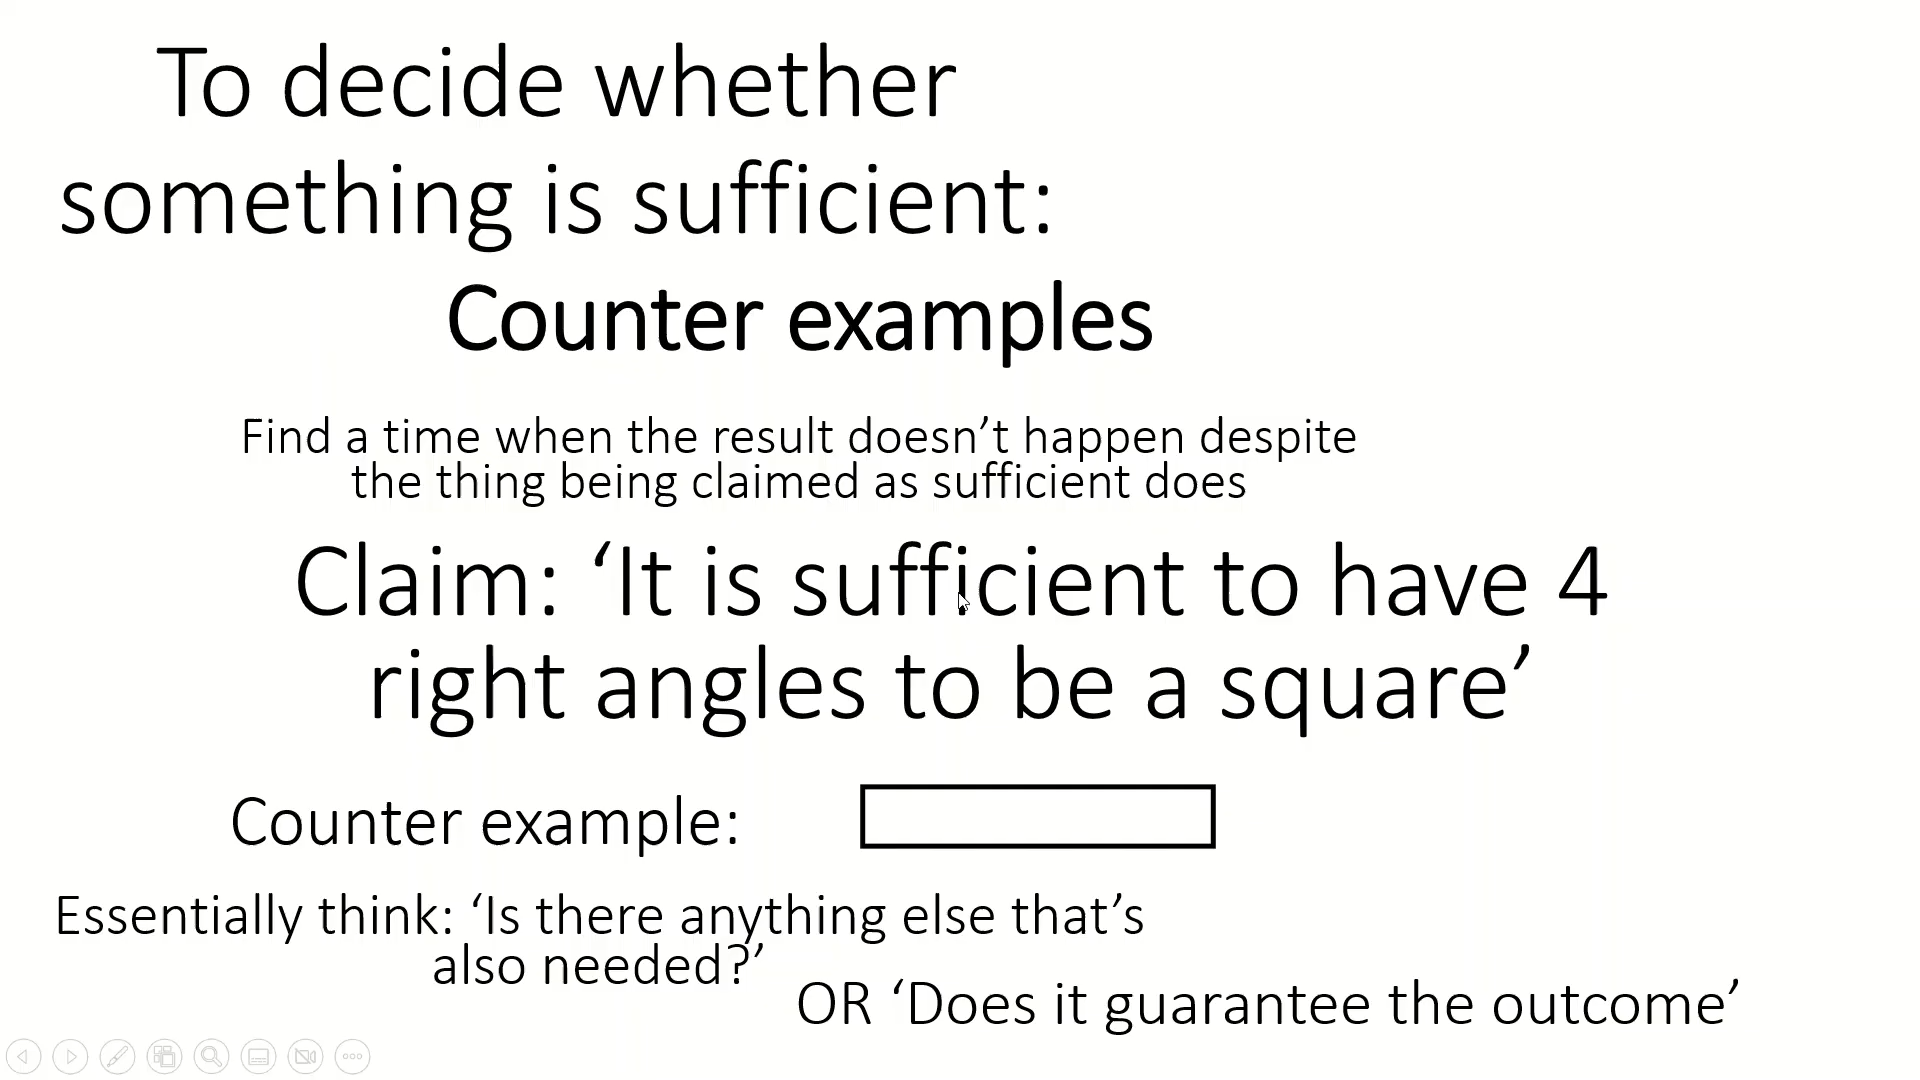 To decide whether
something is sufficient:
Counter examples
Find a time when the result doesn’t happen despite
the thing being claimed as sufficient does
Claim: ‘It is sufficient to have 4
right angles to be a square’
Counter example:
Essentially think: ‘Is there anything else that’s
also needed?’
OR ‘Does it guarantee the outcome’